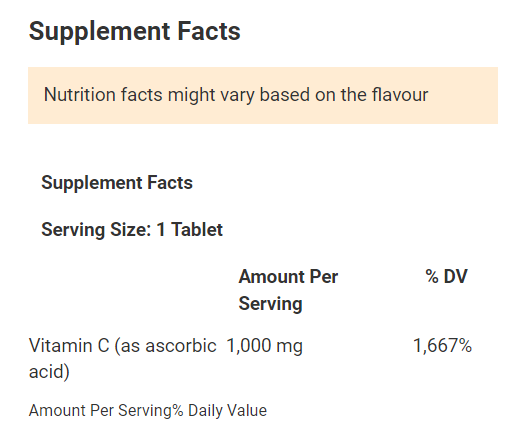 Supplement Facts
Nutrition facts might vary based on the flavour
Supplement Facts
Serving Size: 1 Tablet
Amount Per % DV
Serving
Vitamin C (as ascorbic 1,000 mg 1,667%
acid)
Amount Per Serving% Daily Value